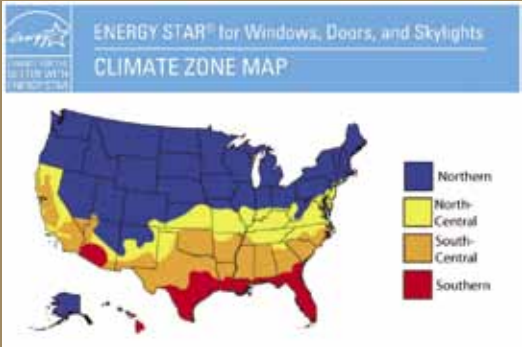 ENERGY STAR® for Windows, Doors, and Skylights
CLIMATE ZONE MAP
Northern
North-
Central
South-
Central
Southern